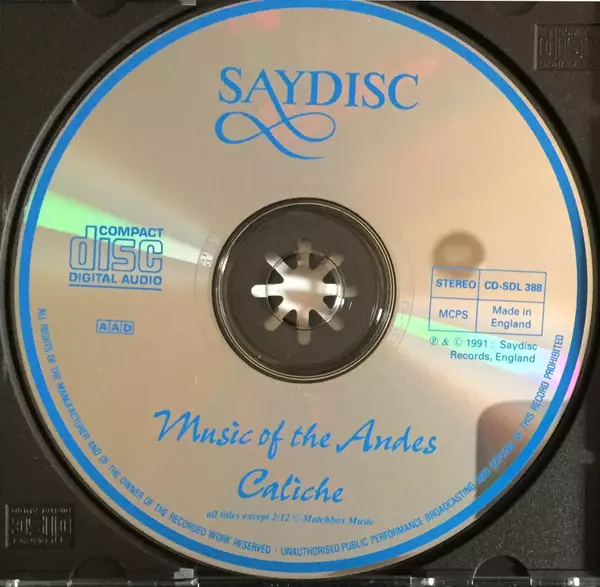 SAYDISC
COMPACT
disc
DIGITAL AUDIO
AAD
STEREO
CD-SDL 388
MCPS
Made in
England
℗ & © 1991 : Saydisc
Records, England
Music of the Andes
Caliche
all titles except 2/12 © Matchbox Music
ALL RIGHTS OF THE MANUFACTURER AND OF THE OWNER OF THE RECORDED WORK RESERVED - UNAUTHORISED PUBLIC PERFORMANCE BROADCASTING AND COPYING OF THIS RECORD PROHIBITED